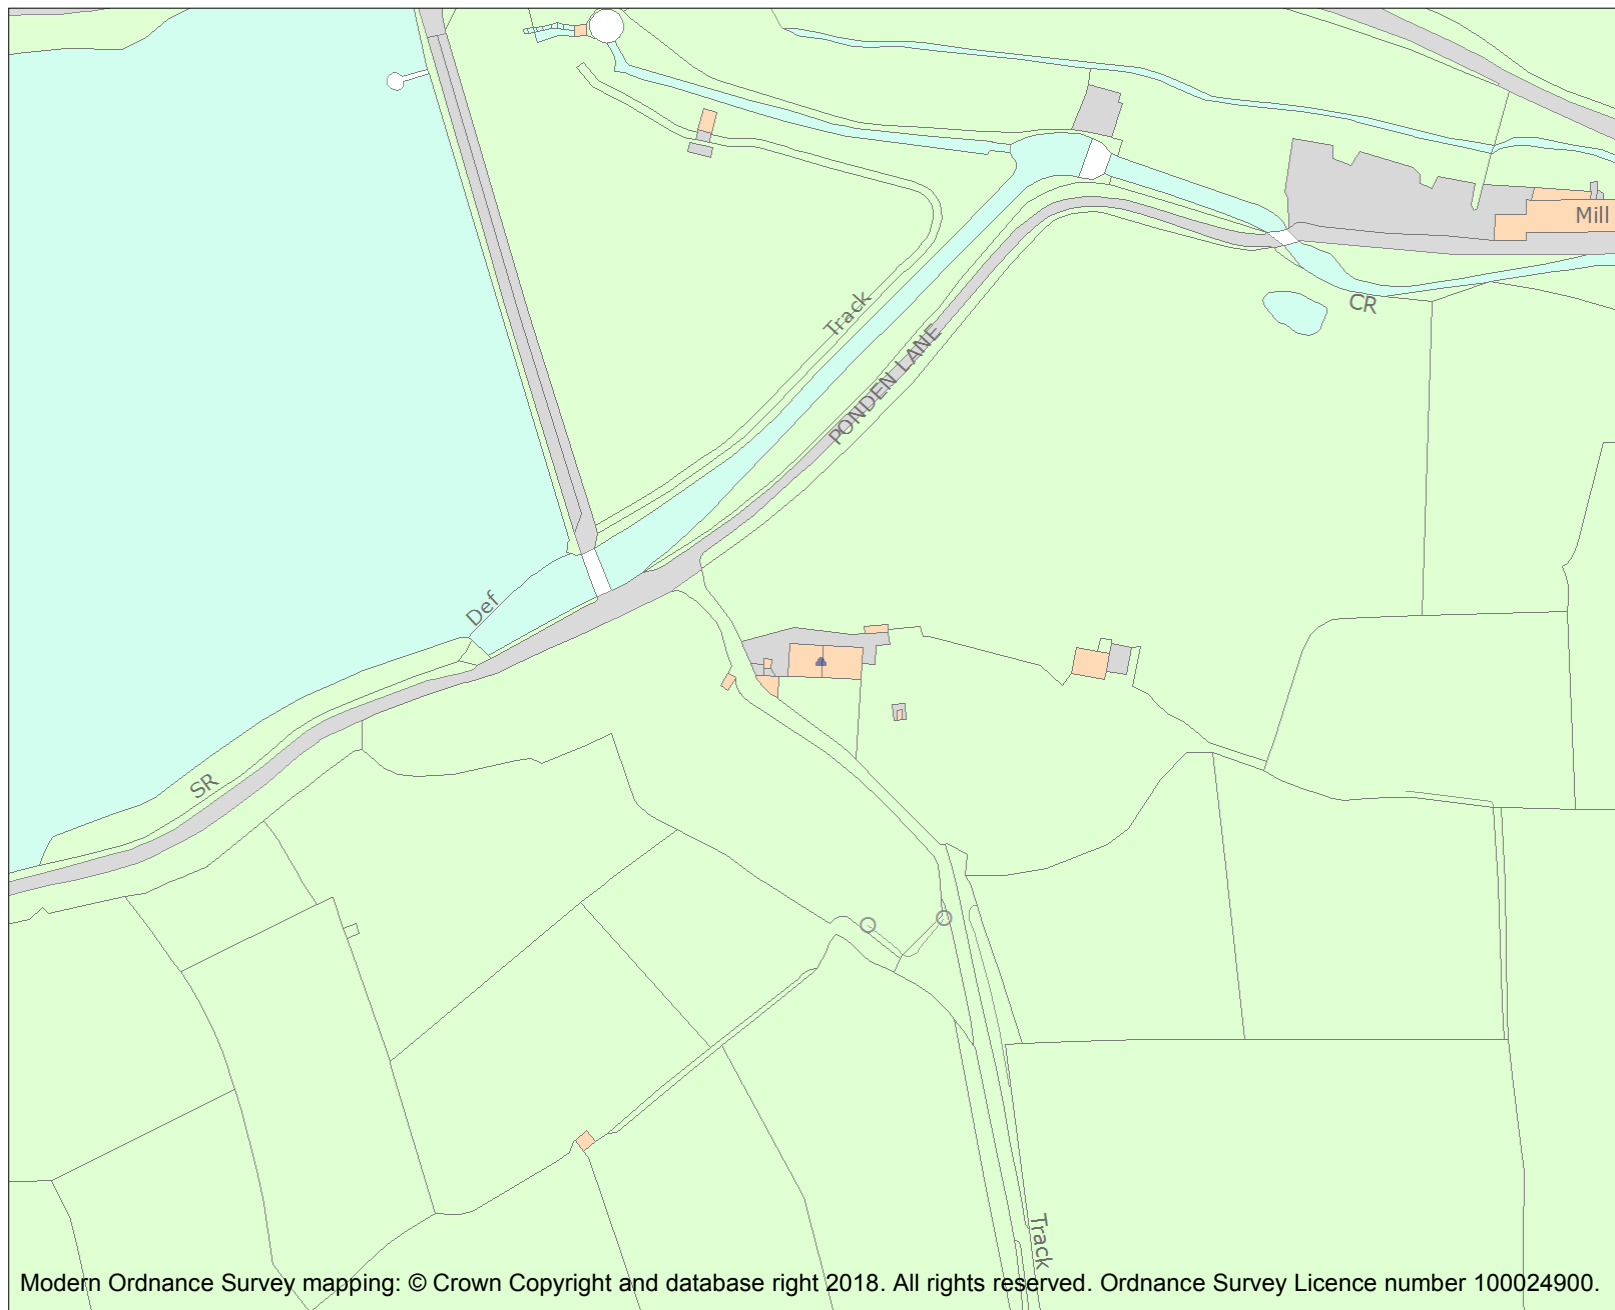 Mill
CR
Track
PONDEN LANE
Def
SR
Track
Modern Ordnance Survey mapping: © Crown Copyright and database right 2018. All rights reserved. Ordnance Survey Licence number 100024900.